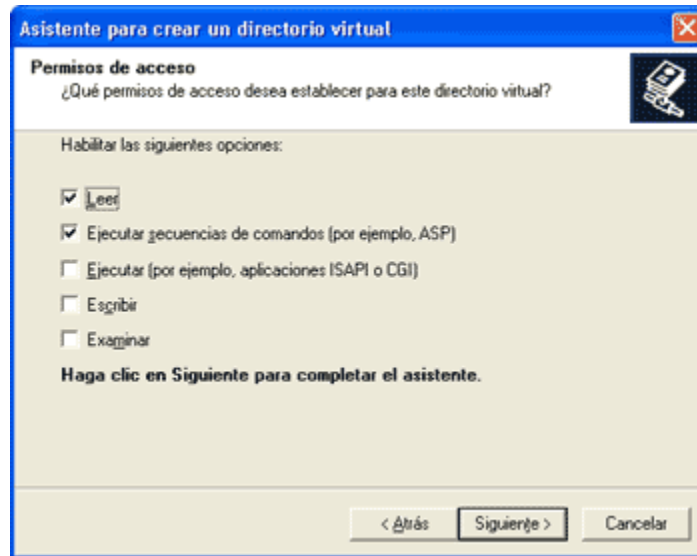 Asistente para crear un directorio virtual
Permisos de acceso
¿Qué permisos de acceso desea establecer para este directorio virtual?
Habilitar las siguientes opciones:
Leer
Ejecutar secuencias de comandos (por ejemplo, ASP)
Ejecutar (por ejemplo, aplicaciones ISAPI o CGI)
Escribir
Examinar
Haga clic en Siguiente para completar el asistente.
< Atrás
Siguiente >
Cancelar